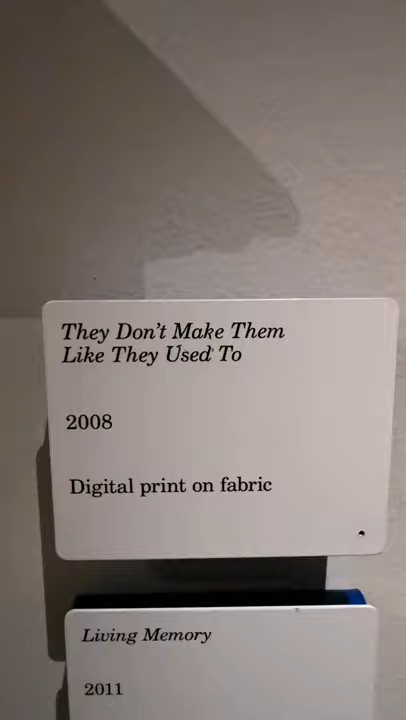 They Don't Make Them
Like They Used To
2008
Digital print on fabric
Living Memory
2011